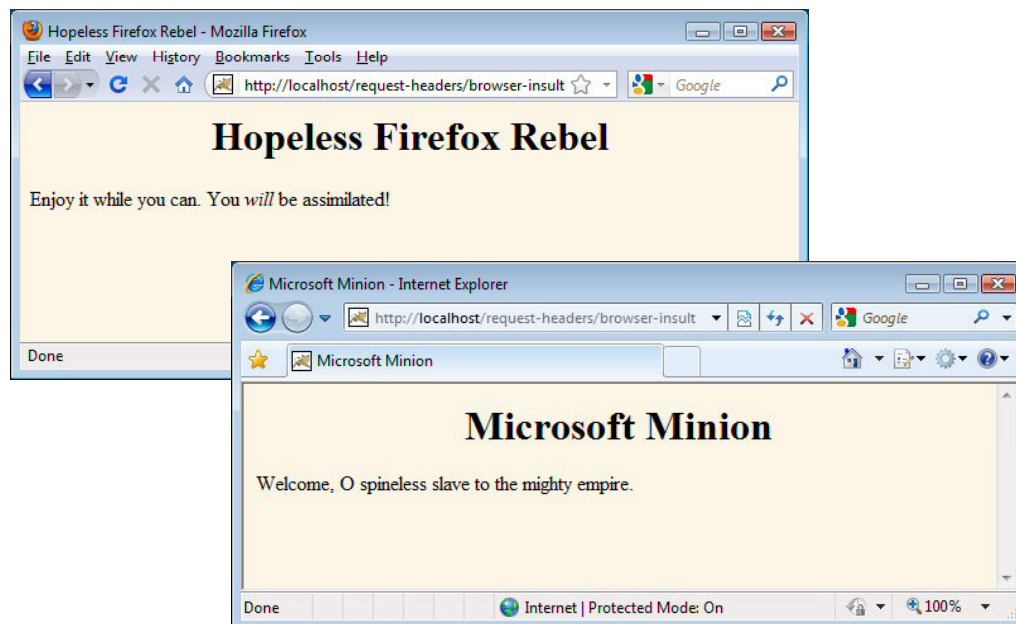 Hopeless Firefox Rebel - Mozilla Firefox
File Edit View History Bookmarks Tools Help
http://localhost/request-headers/browser-insult Google
Hopeless Firefox Rebel
Enjoy it while you can. You will be assimilated!
Done
Microsoft Minion - Internet Explorer
http://localhost/request-headers/browser-insult Google
Microsoft Minion
Microsoft Minion
Welcome, O spineless slave to the mighty empire.
Done Internet | Protected Mode: On 100%